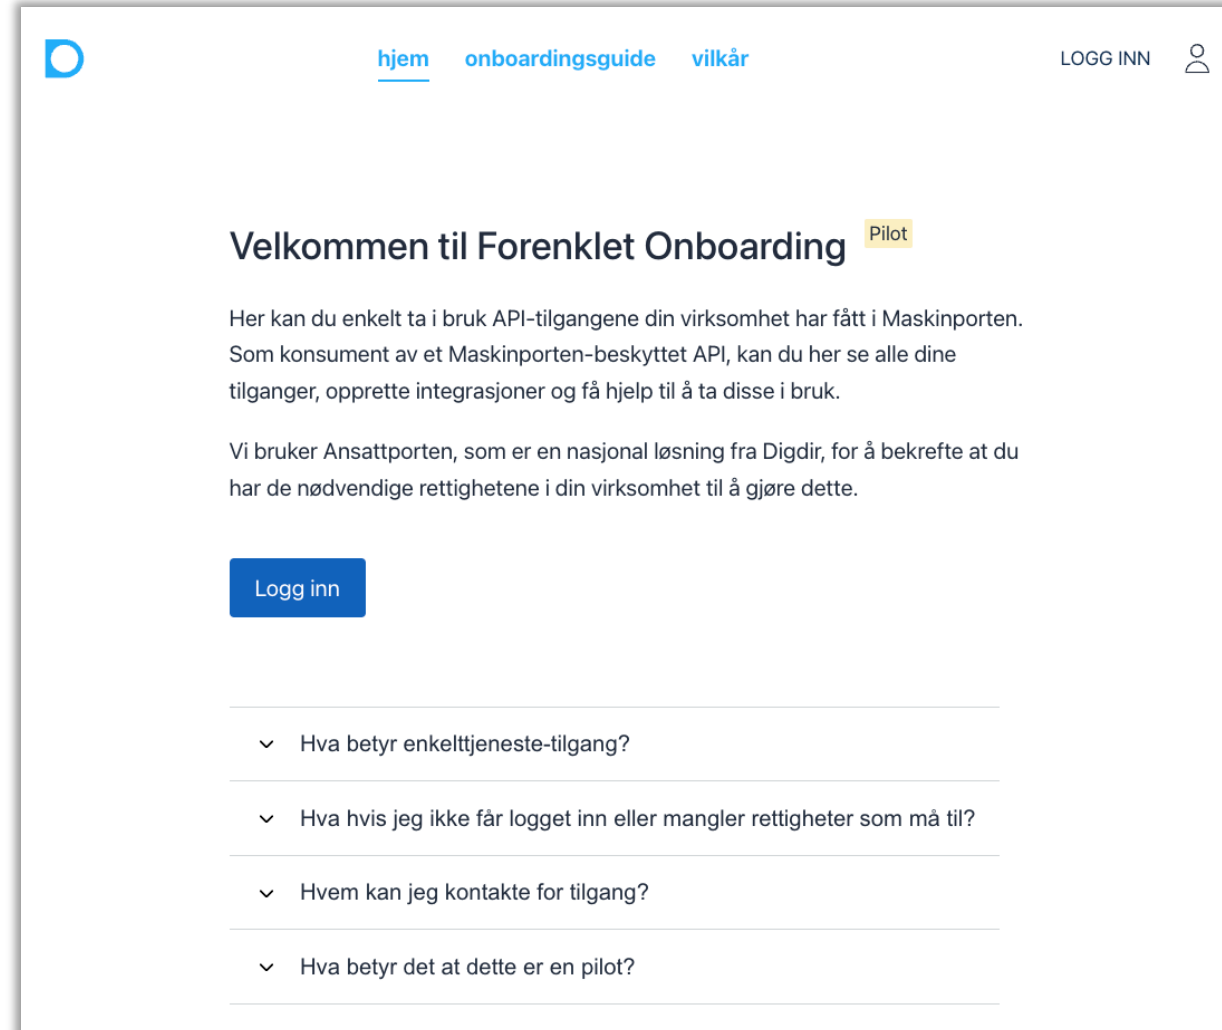 hjem onboardingsguide vilkår LOGG INN
Velkommen til Forenklet Onboarding Pilot
Her kan du enkelt ta i bruk API-tilgangene din virksomhet har fått i Maskinporten.
Som konsument av et Maskinporten-beskyttet API, kan du her se alle dine
tilganger, opprette integrasjoner og få hjelp til å ta disse i bruk.
Vi bruker Ansattporten, som er en nasjonal løsning fra Digdir, for å bekrefte at du
har de nødvendige rettighetene i din virksomhet til å gjøre dette.
Logg inn
Hva betyr enkelttjeneste-tilgang?
Hva hvis jeg ikke får logget inn eller mangler rettigheter som må til?
Hvem kan jeg kontakte for tilgang?
Hva betyr det at dette er en pilot?